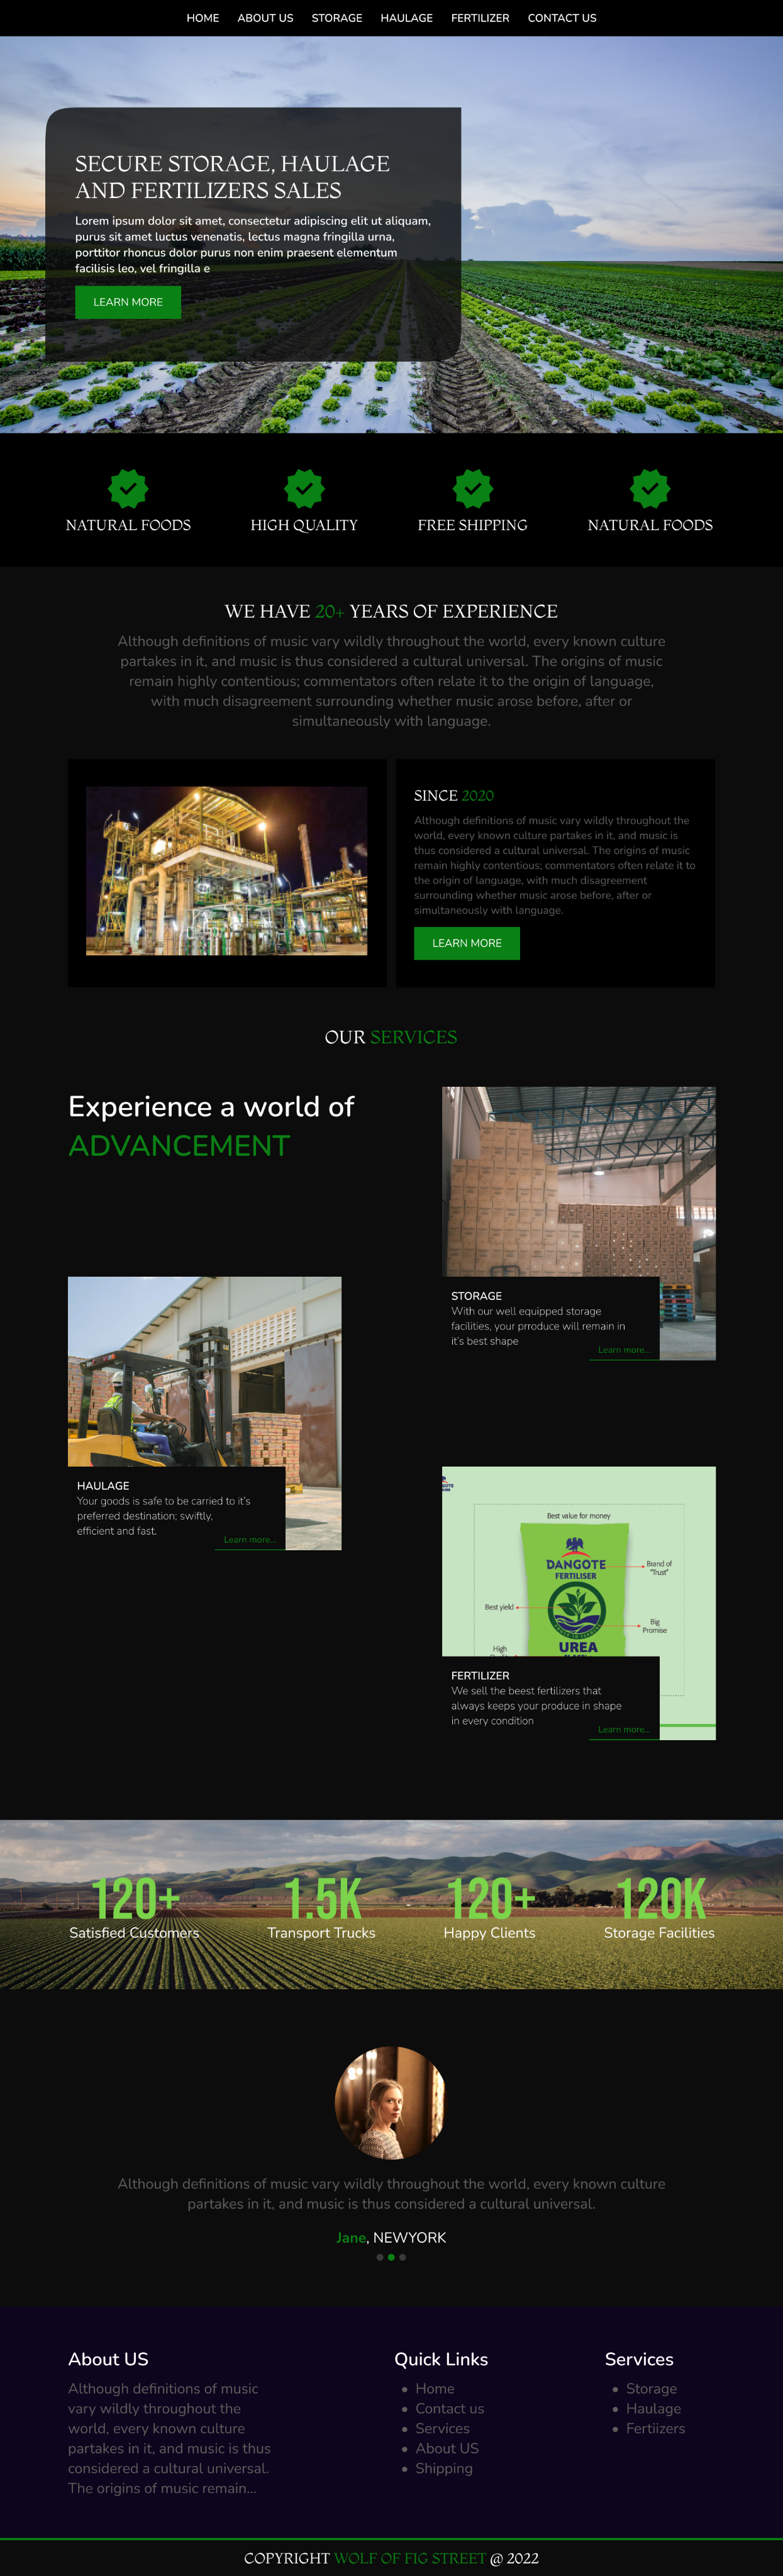 HOME ABOUT US STORAGE HAULAGE FERTILIZER CONTACT US
SECURE STORAGE, HAULAGE
AND FERTILIZERS SALES
Lorem ipsum dolor sit amet, consectetur adipiscing elit ut aliquam,
purus sit amet luctus venenatis, lectus magna fringilla urna,
porttitor rhoncus dolor purus non enim praesent elementum
facilisis leo, vel fringilla e
LEARN MORE
NATURAL FOODS HIGH QUALITY FREE SHIPPING NATURAL FOODS
WE HAVE 20+ YEARS OF EXPERIENCE
Although definitions of music vary wildly throughout the world, every known culture
partakes in it, and music is thus considered a cultural universal. The origins of music
remain highly contentious; commentators often relate it to the origin of language,
with much disagreement surrounding whether music arose before, after or
simultaneously with language.
SINCE 2020
Although definitions of music vary wildly throughout the
world, every known culture partakes in it, and music is
thus considered a cultural universal. The origins of music
remain highly contentious; commentators often relate it to
the origin of language, with much disagreement
surrounding whether music arose before, after or
simultaneously with language.
LEARN MORE
OUR SERVICES
Experience a world of
ADVANCEMENT
STORAGE
With our well equipped storage
facilities, your prroduce will remain in
it's best shape
Learn more...
HAULAGE
Your goods is safe to be carried to it's
preferred destination; swiftly,
efficient and fast.
Learn more...
Best value for money
DANGOTE
FERTILISER
Brand of
"Trust"
Best yield
Big
Promise
High
UREA
FERTILIZER
We sell the beest fertilizers that
always keeps your produce in shape
in every condition
Learn more...
120+ 1.5K 120+ 120K
Satisfied Customers Transport Trucks Happy Clients Storage Facilities
Although definitions of music vary wildly throughout the world, every known culture
partakes in it, and music is thus considered a cultural universal.
Jane, NEWYORK
About US
Although definitions of music
vary wildly throughout the
world, every known culture
partakes in it, and music is thus
considered a cultural universal.
The origins of music remain...
Quick Links
Home
Contact us
Services
About US
Shipping
Services
Storage
Haulage
Fertiizers
COPYRIGHT WOLF OF FIG STREET @ 2022